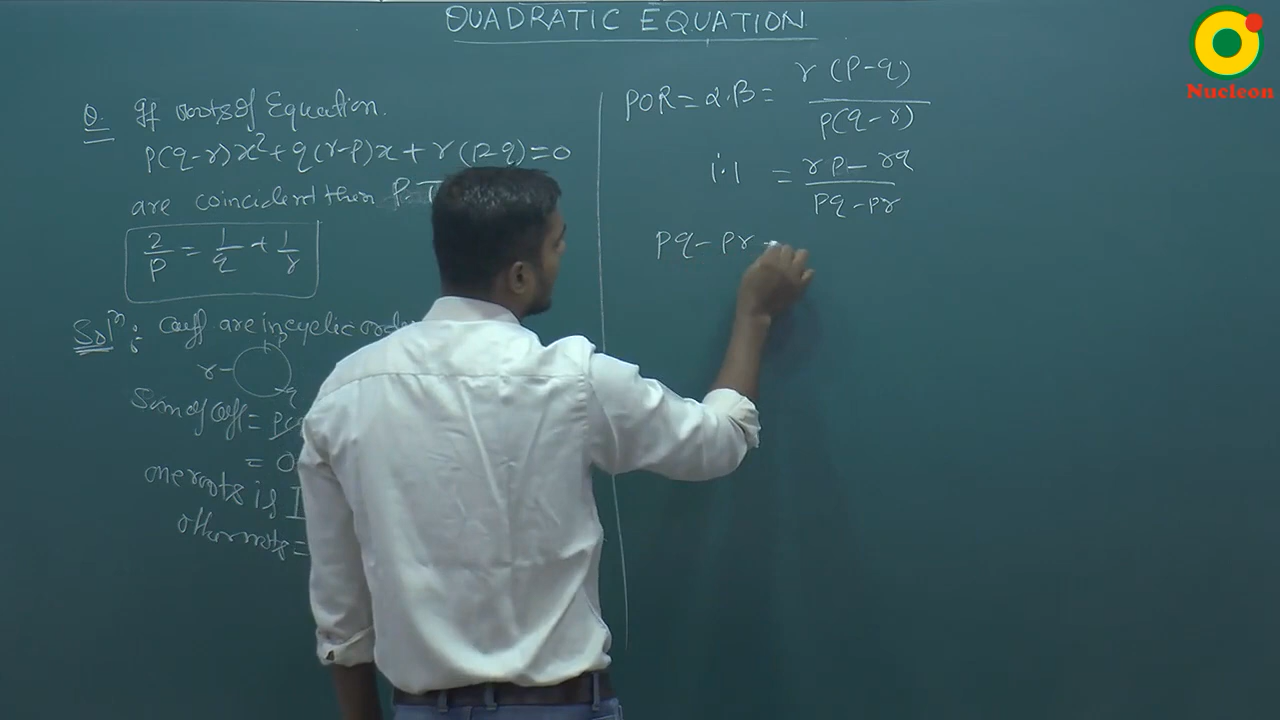 QUADRATIC EQUATION
Nucleon
Q. If roots of Equation.
p(q-r)x²+q(r-p)x+r(p-q)=0
are coincident then P.T
2/p = 1/q + 1/r
Solⁿ: Coeff are in cyclic order
p
r
q
Sum of Coeff = p(
= 0
one roots is 1
other roots =
POR = α.β = r(p-q)/p(q-r)
1.1 = rp-rq/pq-pr
pq-pr =